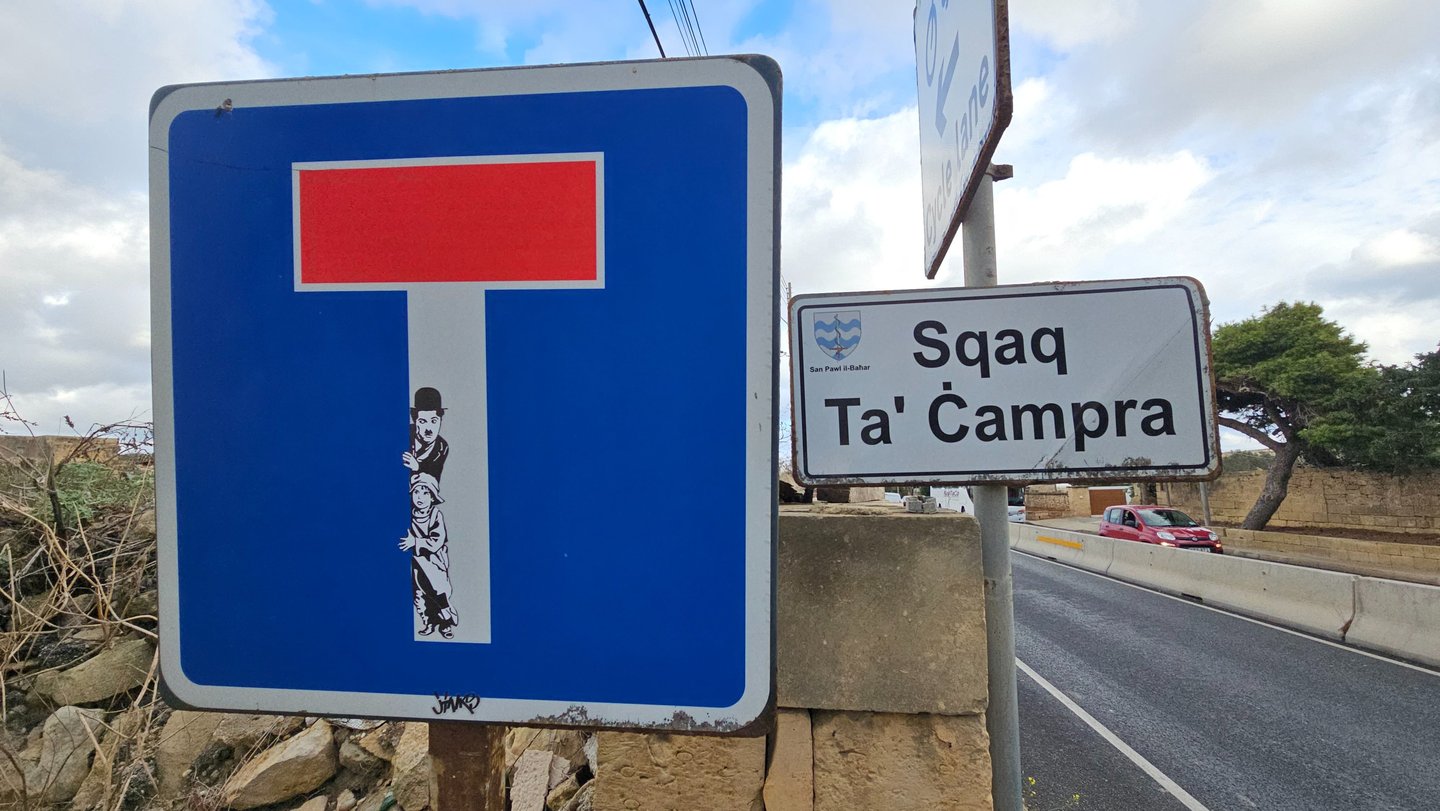 Cycle lane
San Pawl il-Baħar
Sqaq
Ta' Ċampra